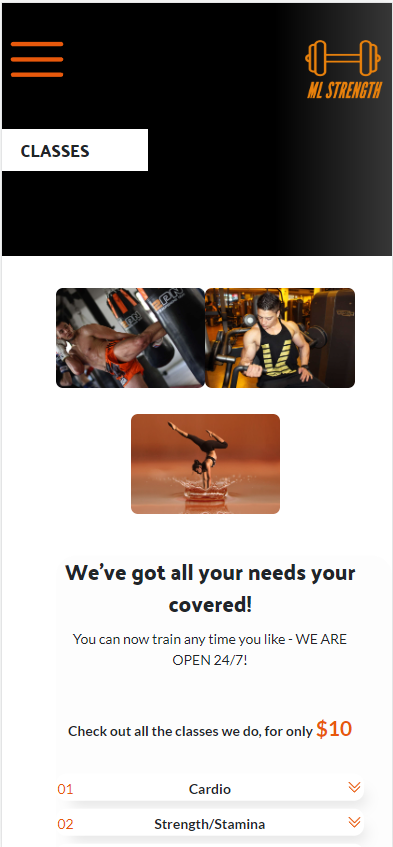 ML STRENGTH
CLASSES
We've got all your needs your
covered!
You can now train any time you like - WE ARE
OPEN 24/7!
Check out all the classes we do, for only $10
01 Cardio
02 Strength/Stamina